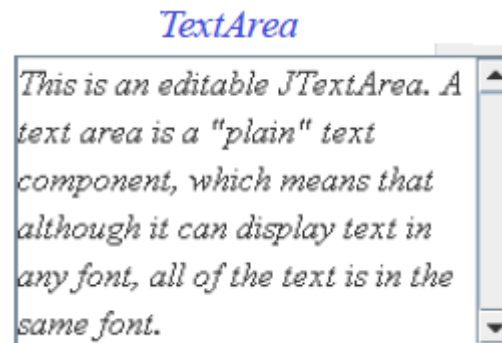 TextArea
This is an editable JTextArea. A
text area is a "plain" text
component, which means that
although it can display text in
any font, all of the text is in the
same font.